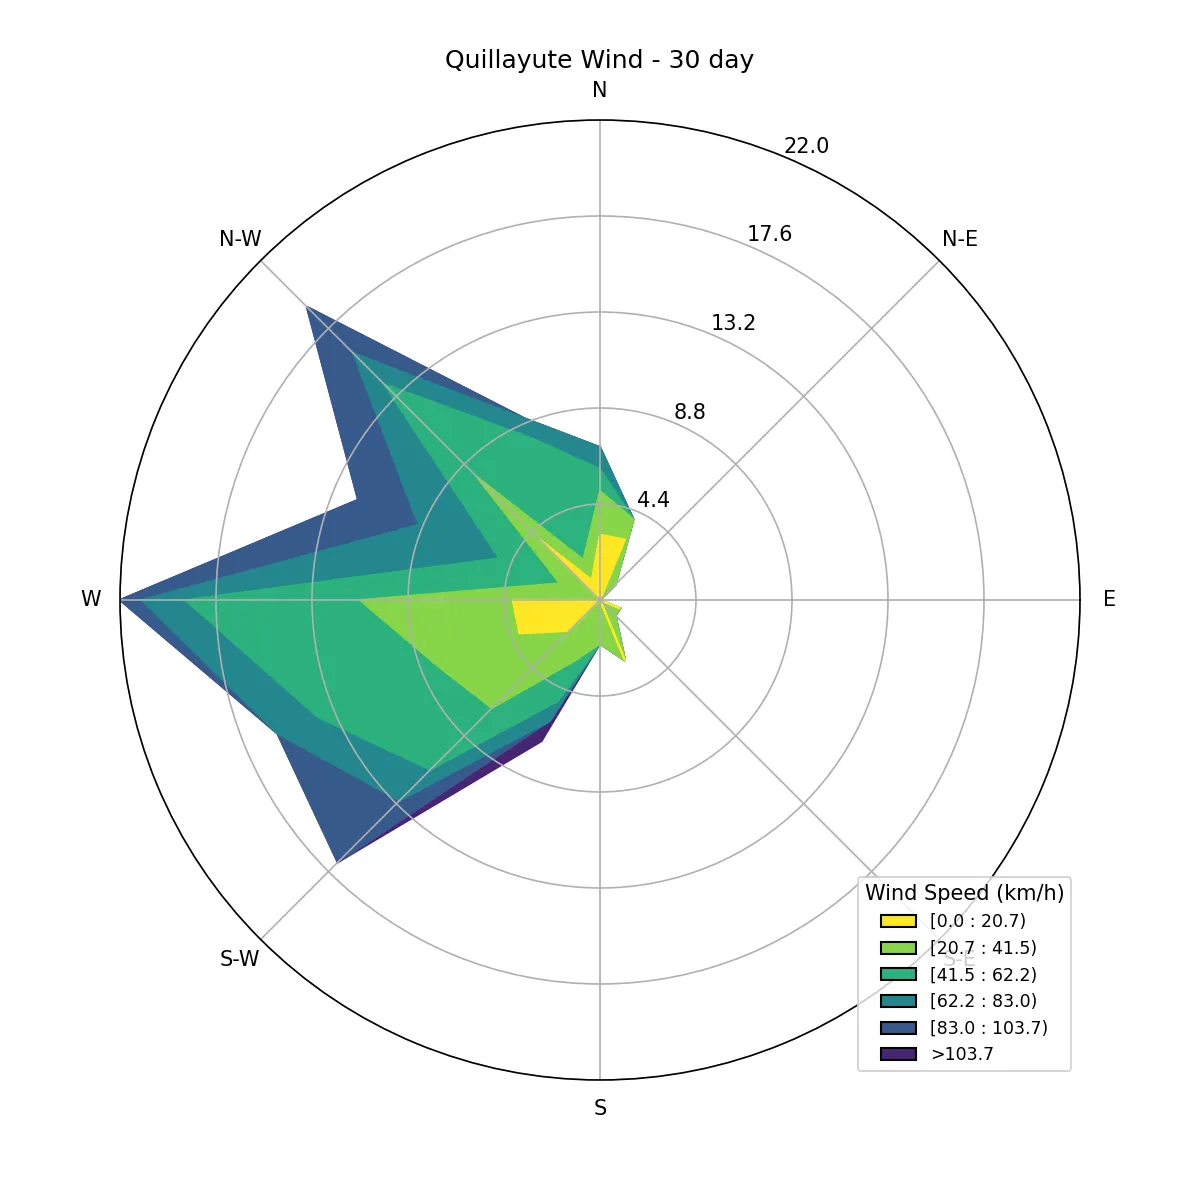 Quillayute Wind - 30 day
N
22.0
17.6
N-W
N-E
13.2
8.8
4.4
W
E
S-W
S-E
S
Wind Speed (km/h)
[0.0 : 20.7)
[20.7 : 41.5)
[41.5 : 62.2)
[62.2 : 83.0)
[83.0 : 103.7)
>103.7